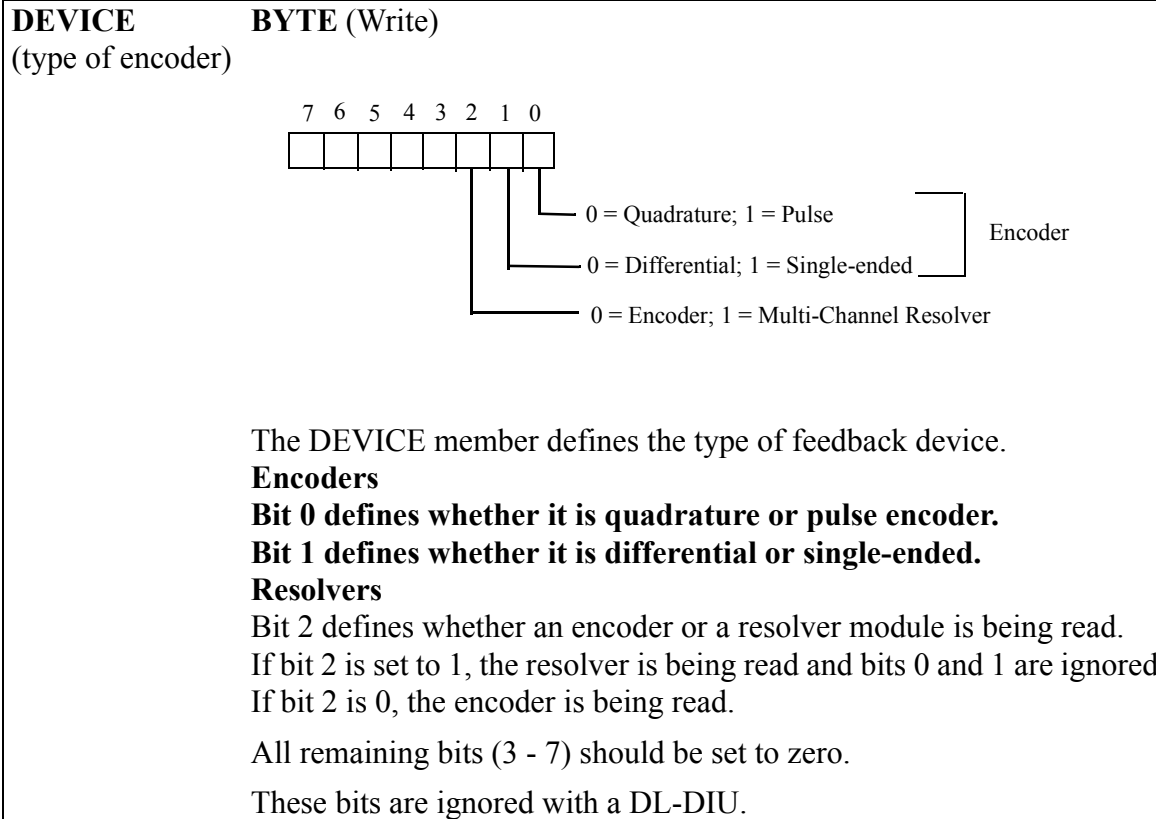 DEVICE BYTE (Write)
(type of encoder)
7 6 5 4 3 2 1 0
0 = Quadrature; 1 = Pulse
Encoder
0 = Differential; 1 = Single-ended
0 = Encoder; 1 = Multi-Channel Resolver
The DEVICE member defines the type of feedback device.
Encoders
Bit 0 defines whether it is quadrature or pulse encoder.
Bit 1 defines whether it is differential or single-ended.
Resolvers
Bit 2 defines whether an encoder or a resolver module is being read.
If bit 2 is set to 1, the resolver is being read and bits 0 and 1 are ignored
If bit 2 is 0, the encoder is being read.
All remaining bits (3 - 7) should be set to zero.
These bits are ignored with a DL-DIU.